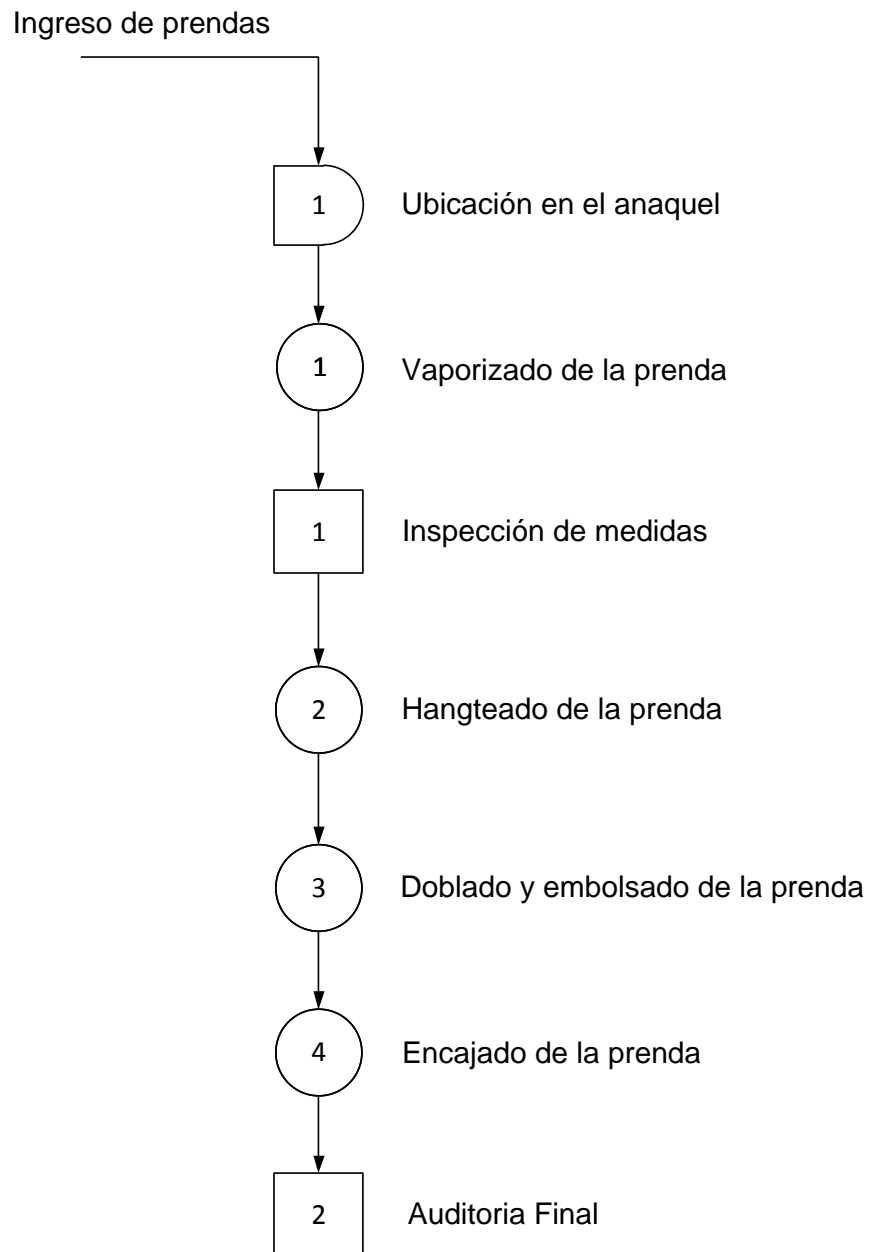 Ingreso de prendas
1 Ubicación en el anaquel
1 Vaporizado de la prenda
1 Inspección de medidas
2 Hangteado de la prenda
3 Doblado y embolsado de la prenda
4 Encajado de la prenda
2 Auditoria Final